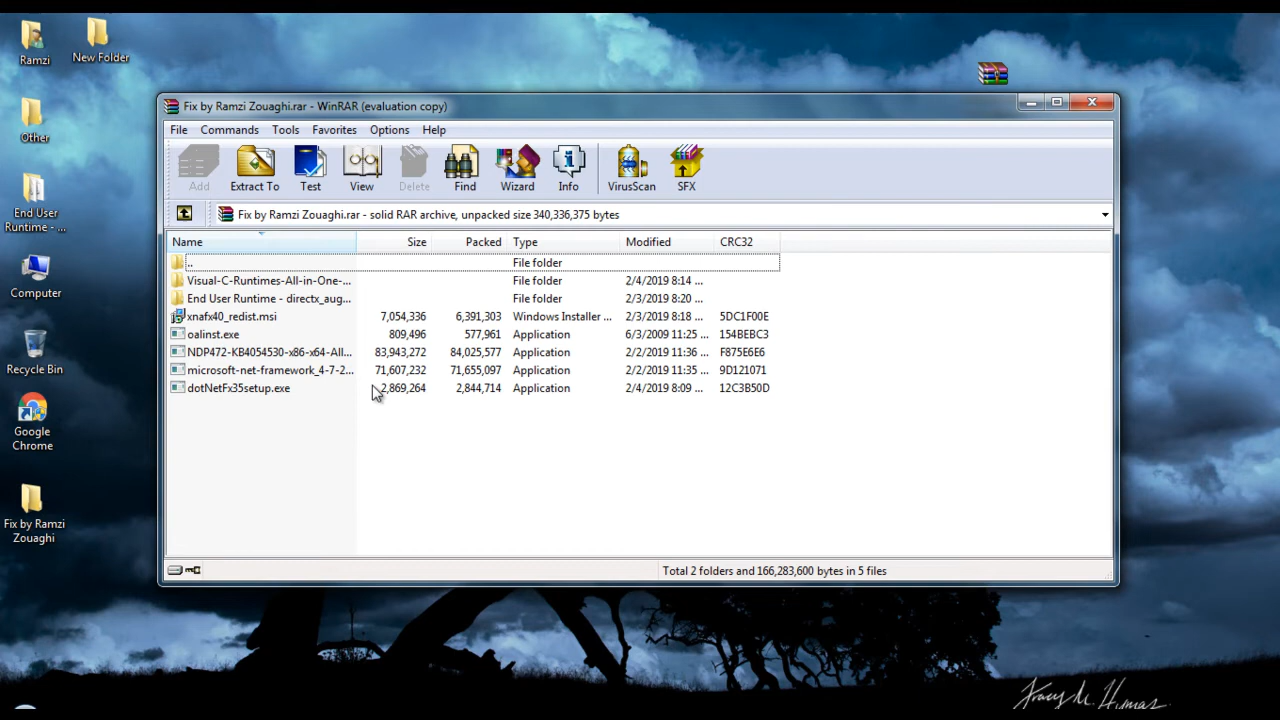 Ramzi
New Folder
Other
End User
Runtime - ...
Computer
Recycle Bin
Google
Chrome
Fix by Ramzi
Zouaghi
Fix by Ramzi Zouaghi.rar - WinRAR (evaluation copy)
File Commands Tools Favorites Options Help
Add Extract To Test View Delete Find Wizard Info VirusScan SFX
Fix by Ramzi Zouaghi.rar - solid RAR archive, unpacked size 340,336,375 bytes
Name Size Packed Type Modified CRC32
.. File folder
Visual-C-Runtimes-All-in-One-... File folder 2/4/2019 8:14 ...
End User Runtime - directx_aug... File folder 2/3/2019 8:20 ...
xnafx40_redist.msi 7,054,336 6,391,303 Windows Installer ... 2/3/2019 8:18 ... 5DC1F00E
oalinst.exe 809,496 577,961 Application 6/3/2009 11:25 ... 154BEBC3
NDP472-KB4054530-x86-x64-All... 83,943,272 84,025,577 Application 2/2/2019 11:36 ... F875E6E6
microsoft-net-framework_4-7-2... 71,607,232 71,655,097 Application 2/2/2019 11:35 ... 9D121071
dotNetFx35setup.exe 2,869,264 2,844,714 Application 2/4/2019 8:09 ... 12C3B50D
Total 2 folders and 166,283,600 bytes in 5 files